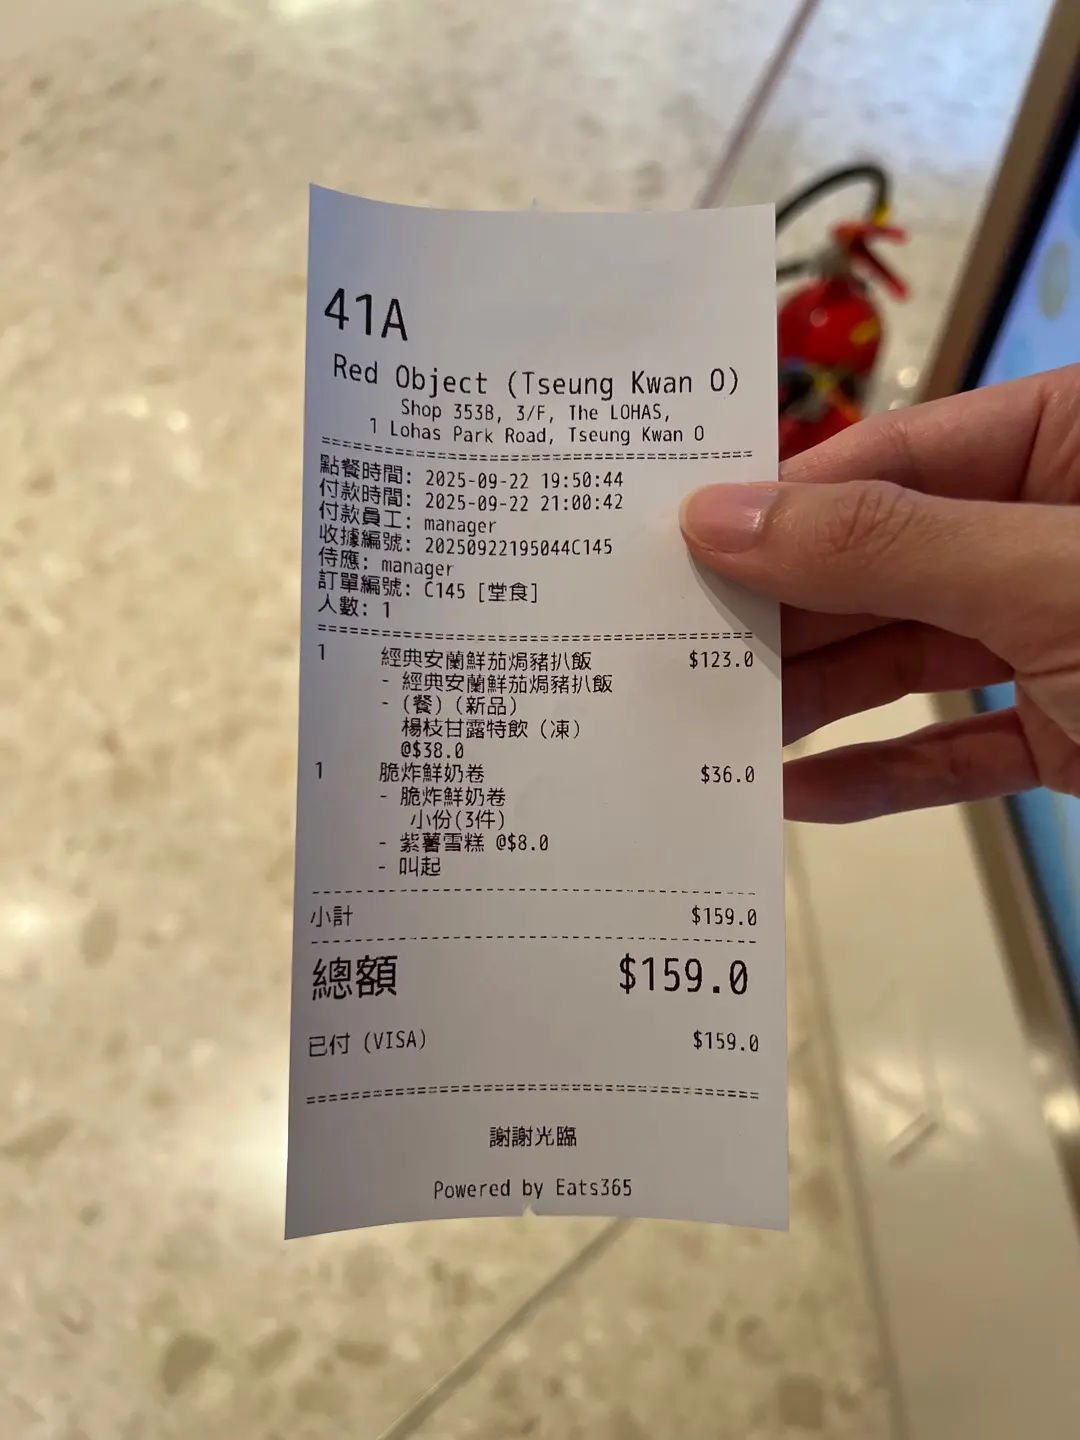 41A
Red Object (Tseung Kwan O)
Shop 353B, 3/F, The LOHAS,
1 Lohas Park Road, Tseung Kwan O
點餐時間: 2025-09-22 19:50:44
付款時間: 2025-09-22 21:00:42
付款員工: manager
收據編號: 20250922195044C145
侍應: manager
訂單編號: C145 [堂食]
人數: 1
1 經典安蘭鮮茄焗豬扒飯 $123.0
- 經典安蘭鮮茄焗豬扒飯
- (餐)(新品)
楊枝甘露特飲（凍）
@$38.0
1 脆炸鮮奶卷 $36.0
- 脆炸鮮奶卷
小份(3件)
- 紫薯雪糕 @$8.0
- 叫起
小計 $159.0
總額 $159.0
已付 (VISA) $159.0
謝謝光臨
Powered by Eats365